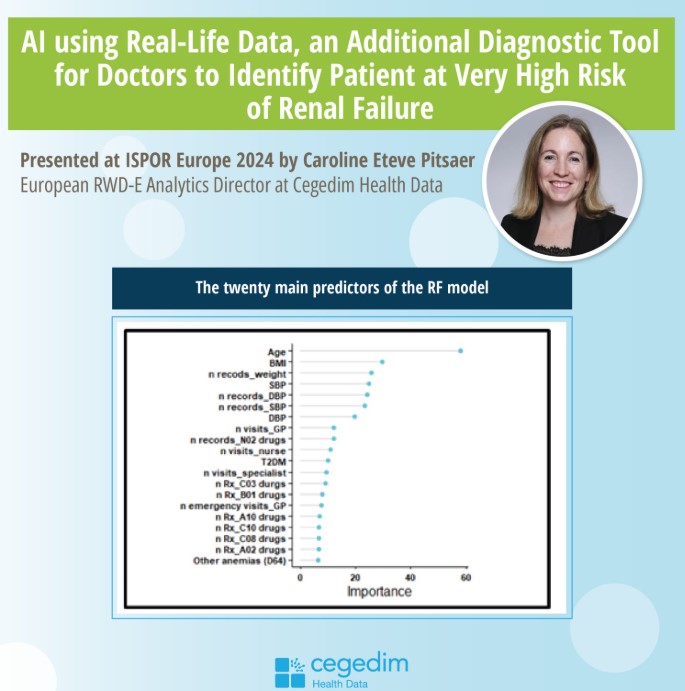 AI using Real-Life Data, an Additional Diagnostic Tool
for Doctors to Identify Patient at Very High Risk
of Renal Failure
Presented at ISPOR Europe 2024 by Caroline Eteve Pitsaer
European RWD-E Analytics Director at Cegedim Health Data
The twenty main predictors of the RF model
Age
BMI
n recods_weight
SBP
n records_DBP
n records_SBP
DBP
n visits_GP
n records_N02 drugs
n visits_nurse
T2DM
n visits_specialist
n Rx_C03 durgs
n Rx_B01 drugs
n emergency visits_GP
n Rx_A10 drugs
n Rx_C10 drugs
n Rx_C08 drugs
n Rx_A02 drugs
Other anemias (D64)
0 20 40 60
Importance
cegedim
Health Data